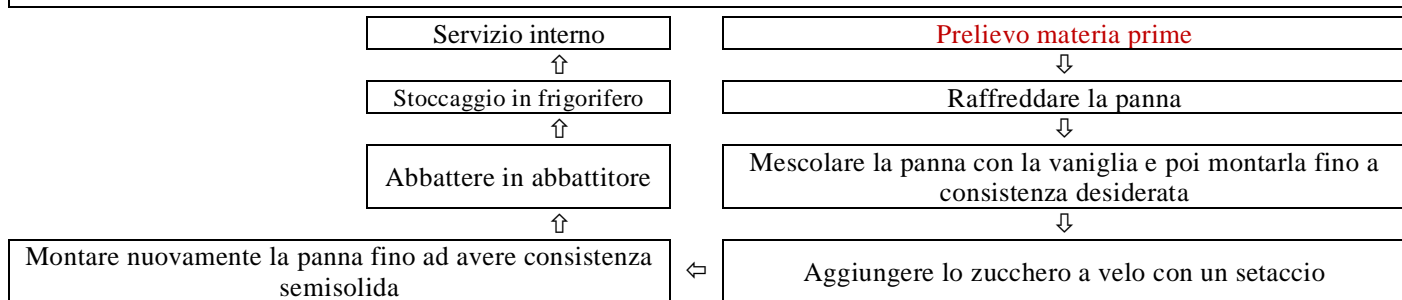 Servizio interno
Prelievo materia prime
⇧
⇩
Stoccaggio in frigorifero
Raffreddare la panna
⇧
⇩
Abbattere in abbattitore
Mescolare la panna con la vaniglia e poi montarla fino a
consistenza desiderata
⇧
⇩
Montare nuovamente la panna fino ad avere consistenza
semisolida
⇦
Aggiungere lo zucchero a velo con un setaccio